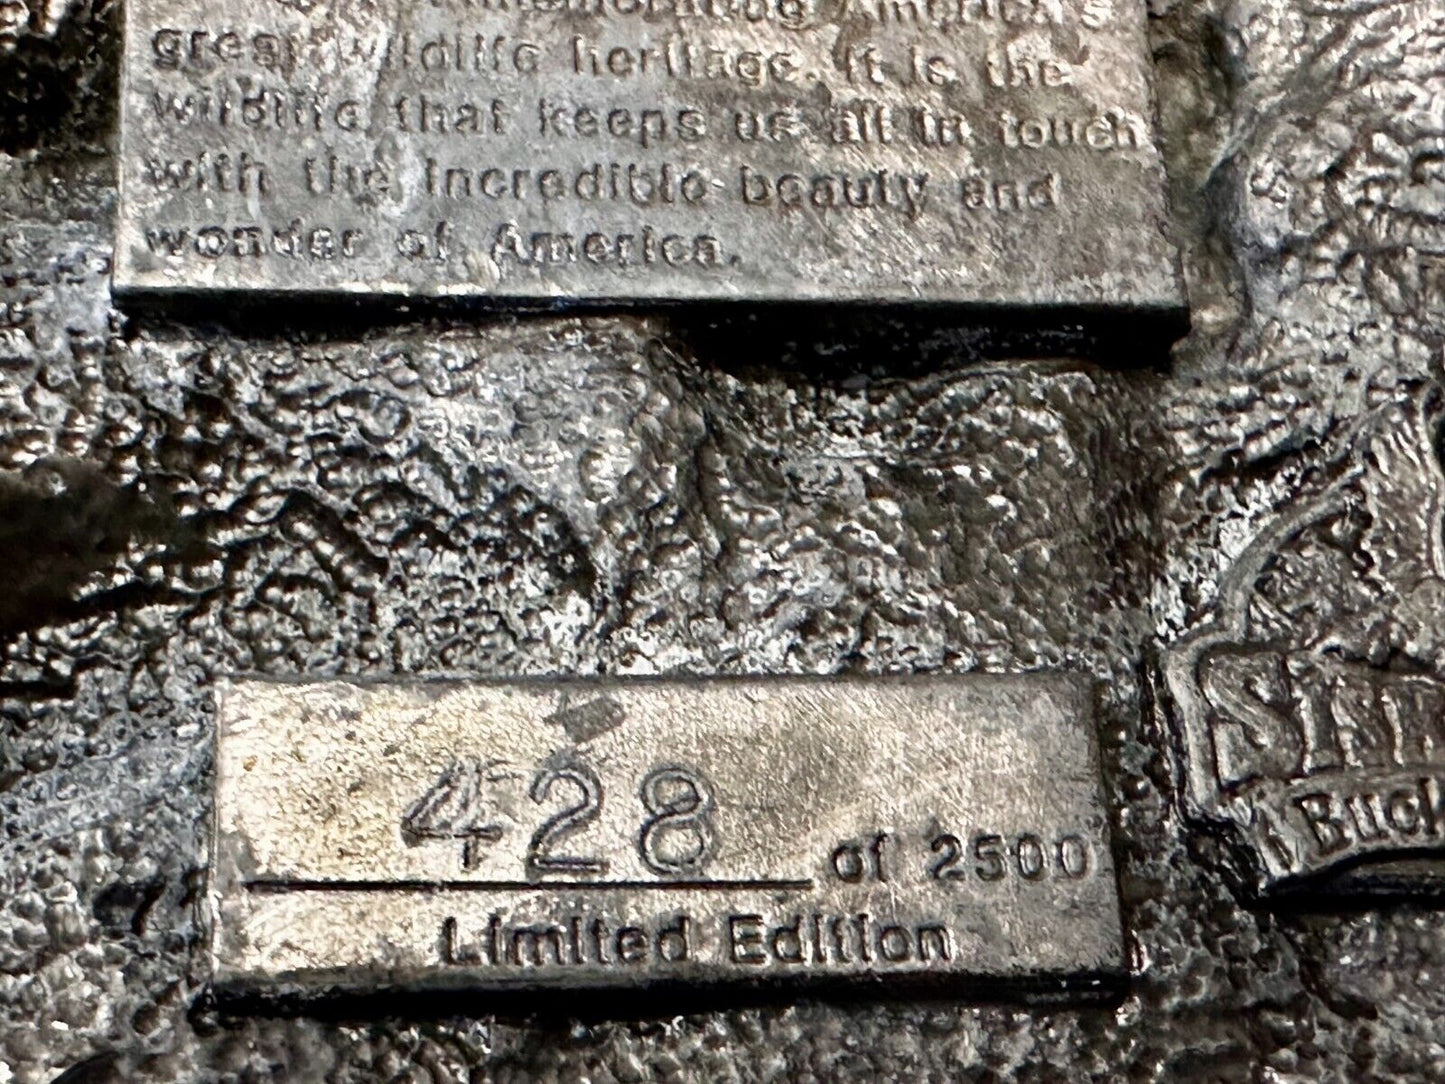 America's
great wildlife heritage. It is the
wildlife that keeps us all in touch
with the incredible beauty and
wonder of America.
428 of 2500
Limited Edition